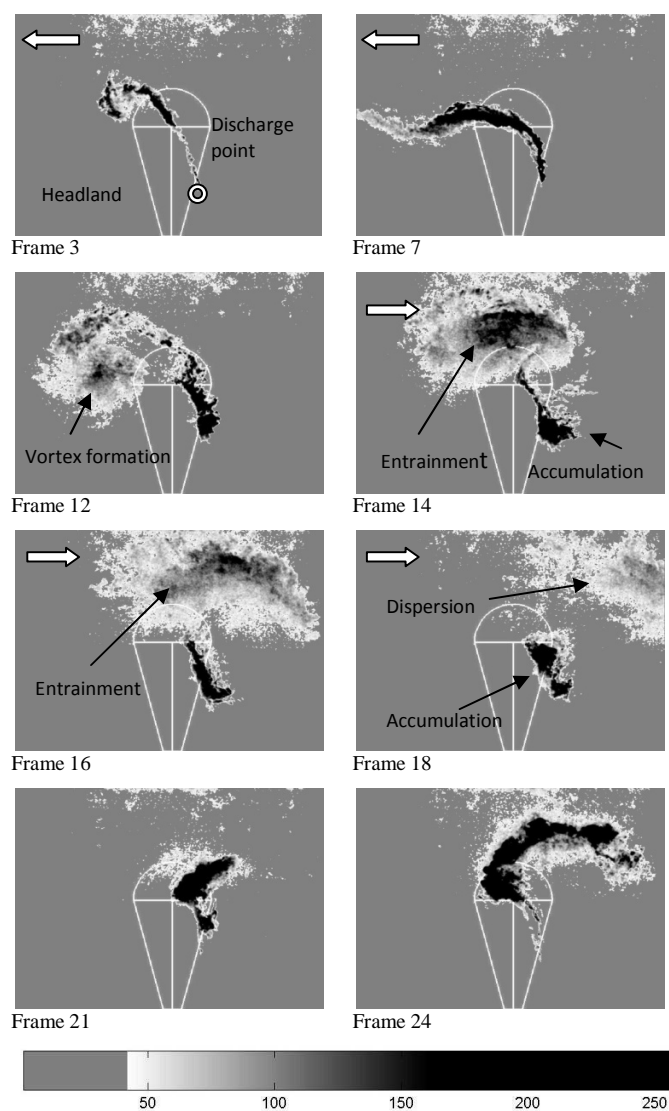 Discharge
point
Headland
Frame 3
Frame 7
Vortex formation
Frame 12
Entrainment
Accumulation
Frame 14
Entrainment
Frame 16
Dispersion
Accumulation
Frame 18
Frame 21
Frame 24
50 100 150 200 250